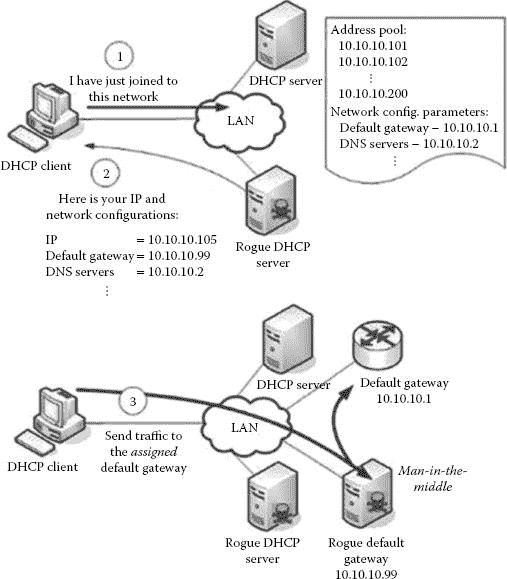 1
I have just joined to
this network
DHCP server
LAN
DHCP client
Address pool:
10.10.10.101
10.10.10.102
⋮
10.10.10.200
Network config. parameters:
Default gateway – 10.10.10.1
DNS servers – 10.10.10.2
⋮
2
Here is your IP and
network configurations:
IP = 10.10.10.105
Default gateway = 10.10.10.99
DNS servers = 10.10.10.2
⋮
Rogue DHCP
server
DHCP server
Default gateway
10.10.10.1
3
LAN
Send traffic to
the assigned
default gateway
DHCP client
Man-in-the-
middle
Rogue DHCP
server
Rogue default
gateway
10.10.10.99